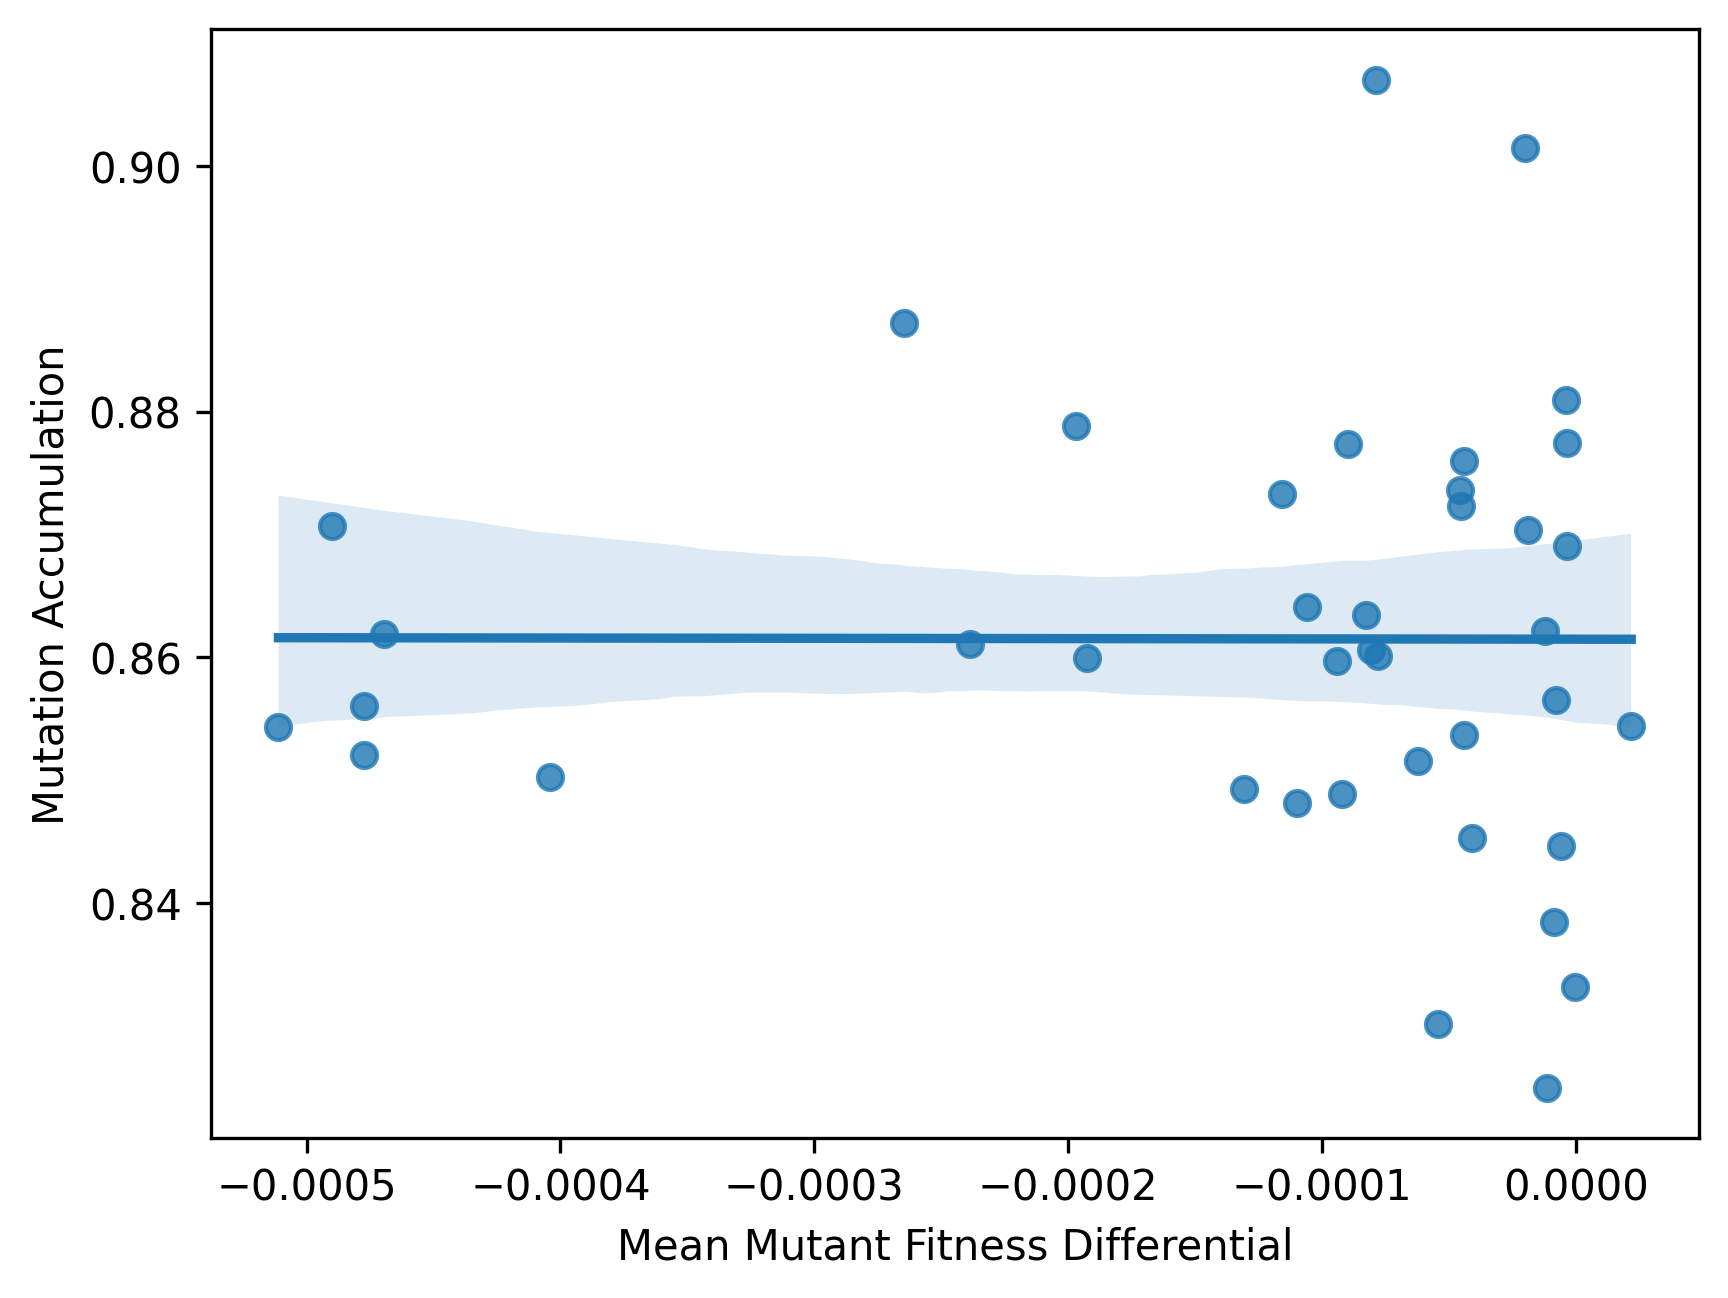 0.90
0.88
0.86
0.84
Mutation Accumulation
−0.0005 −0.0004 −0.0003 −0.0002 −0.0001 0.0000
Mean Mutant Fitness Differential